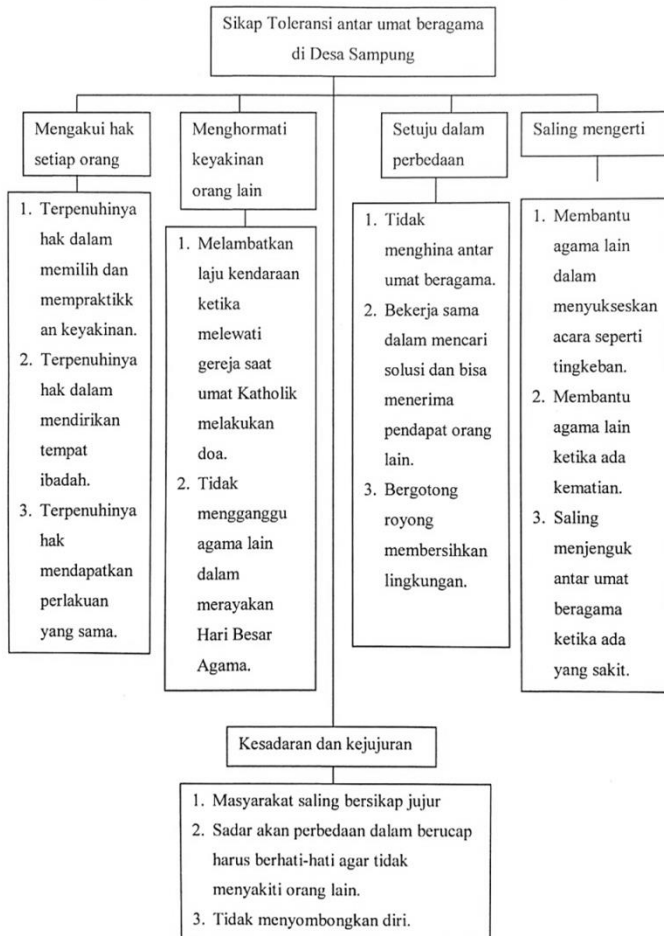 Sikap Toleransi antar umat beragama
di Desa Sampung
Mengakui hak
setiap orang
1. Terpenuhinya
hak dalam
memilih dan
mempraktikk
an keyakinan.
2. Terpenuhinya
hak dalam
mendirikan
tempat
ibadah.
3. Terpenuhinya
hak
mendapatkan
perlakuan
yang sama.
Menghormati
keyakinan
orang lain
1. Melambatkan
laju kendaraan
ketika
melewati
gereja saat
umat Katholik
melakukan
doa.
2. Tidak
mengganggu
agama lain
dalam
merayakan
Hari Besar
Agama.
Setuju dalam
perbedaan
1. Tidak
menghina antar
umat beragama.
2. Bekerja sama
dalam mencari
solusi dan bisa
menerima
pendapat orang
lain.
3. Bergotong
royong
membersihkan
lingkungan.
Saling mengerti
1. Membantu
agama lain
dalam
menyukseskan
acara seperti
tingkeban.
2. Membantu
agama lain
ketika ada
kematian.
3. Saling
menjenguk
antar umat
beragama
ketika ada
yang sakit.
Kesadaran dan kejujuran
1. Masyarakat saling bersikap jujur
2. Sadar akan perbedaan dalam berucap
harus berhati-hati agar tidak
menyakiti orang lain.
3. Tidak menyombongkan diri.